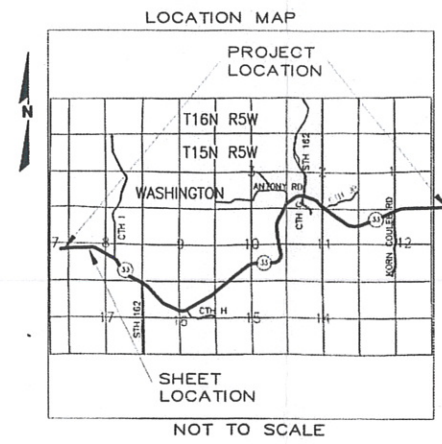 LOCATION MAP
PROJECT
LOCATION
N
T16N R5W
T15N R5W
STH 162
3
ANTONY RD
WASHINGTON
CTH I
CTH
33
KORN COULEE RD
7
8
9
10
11
12
33
33
17
STH 162
16
CTH H
15
14
SHEET
LOCATION
NOT TO SCALE